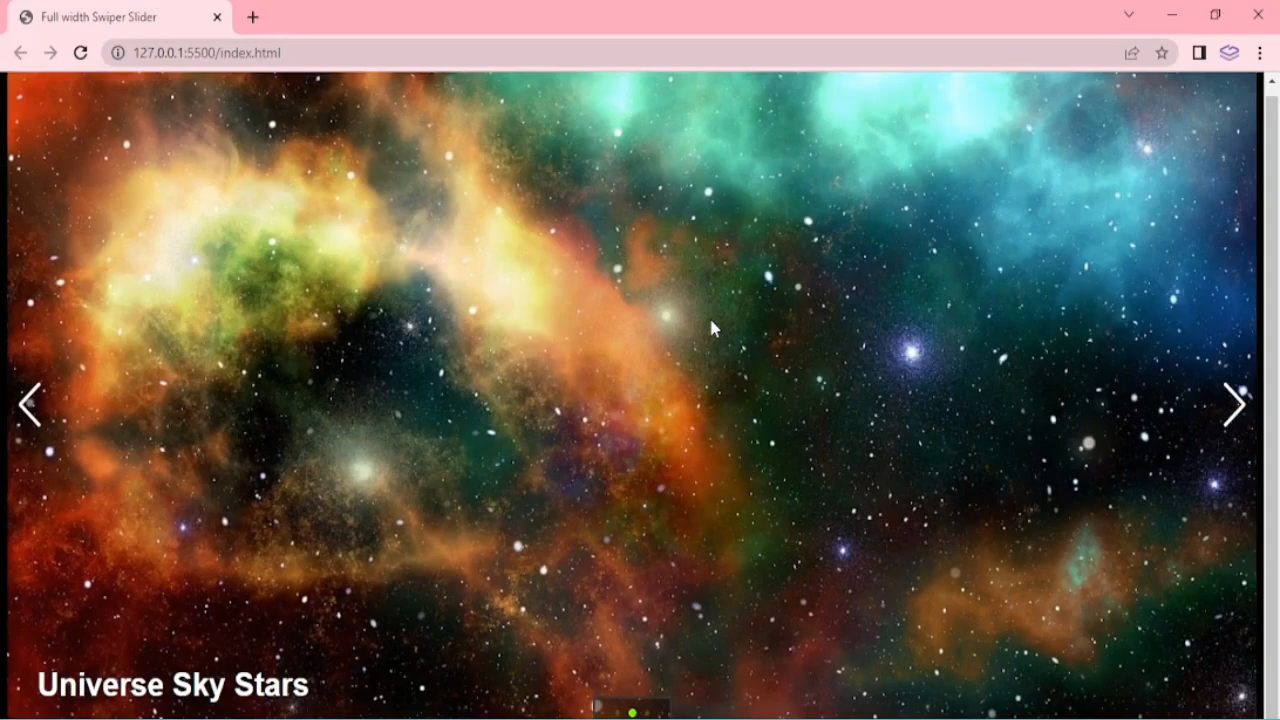 Full width Swiper Slider
127.0.0.1:5500/index.html
Universe Sky Stars